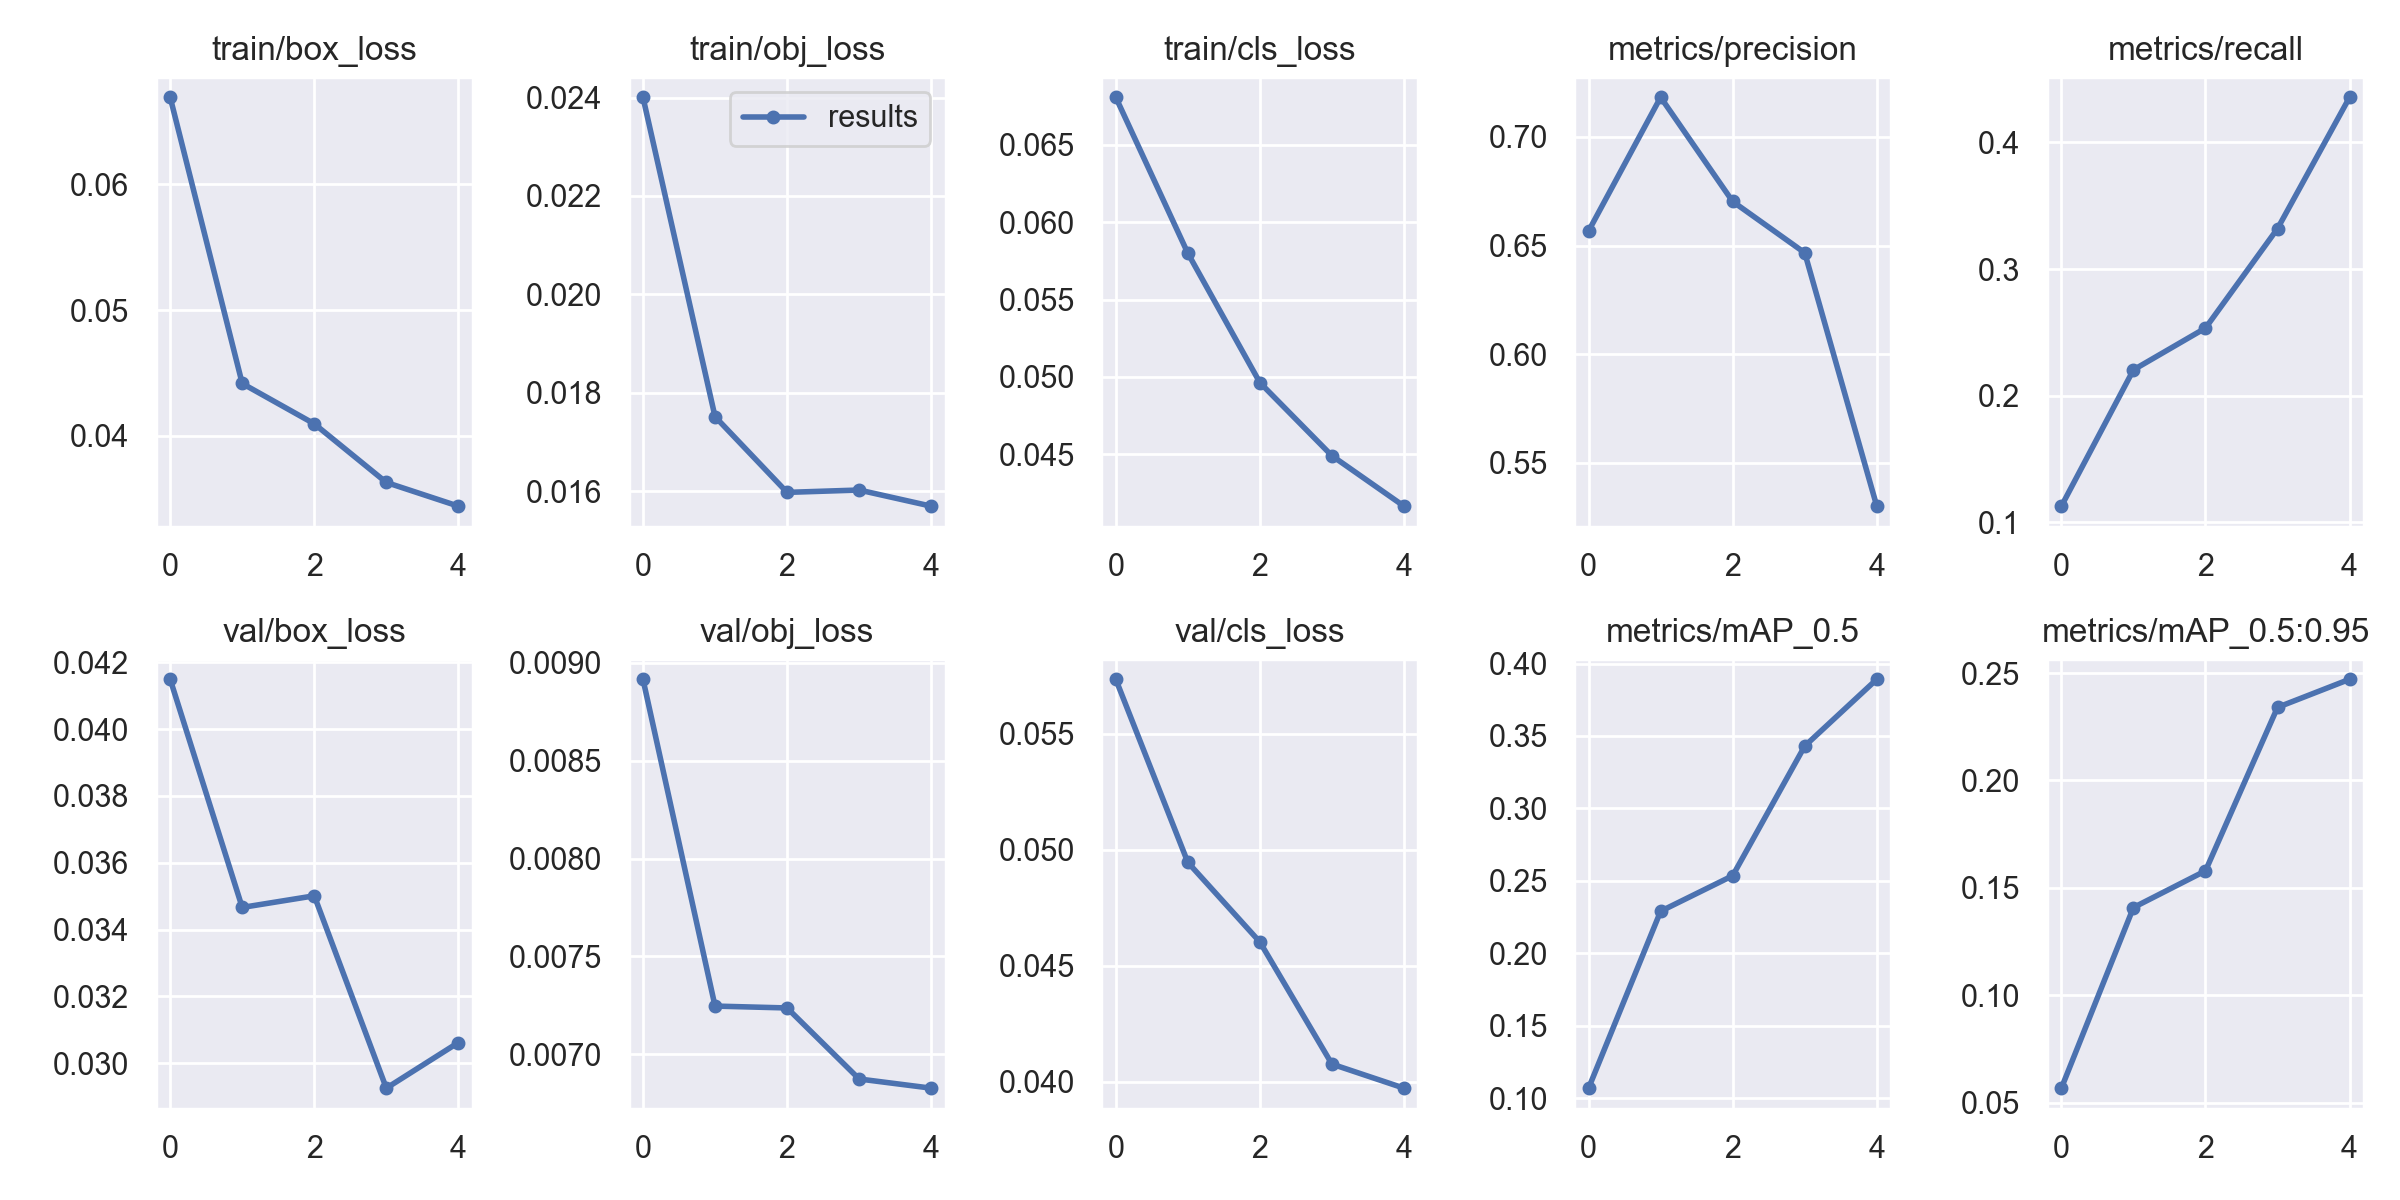 train/box_loss
0.06
0.05
0.04
0 2 4
train/obj_loss
results
0.024
0.022
0.020
0.018
0.016
0 2 4
train/cls_loss
0.065
0.060
0.055
0.050
0.045
0 2 4
metrics/precision
0.70
0.65
0.60
0.55
0 2 4
metrics/recall
0.4
0.3
0.2
0.1
0 2 4
val/box_loss
0.042
0.040
0.038
0.036
0.034
0.032
0.030
0 2 4
val/obj_loss
0.0090
0.0085
0.0080
0.0075
0.0070
0 2 4
val/cls_loss
0.055
0.050
0.045
0.040
0 2 4
metrics/mAP_0.5
0.40
0.35
0.30
0.25
0.20
0.15
0.10
0 2 4
metrics/mAP_0.5:0.95
0.25
0.20
0.15
0.10
0.05
0 2 4